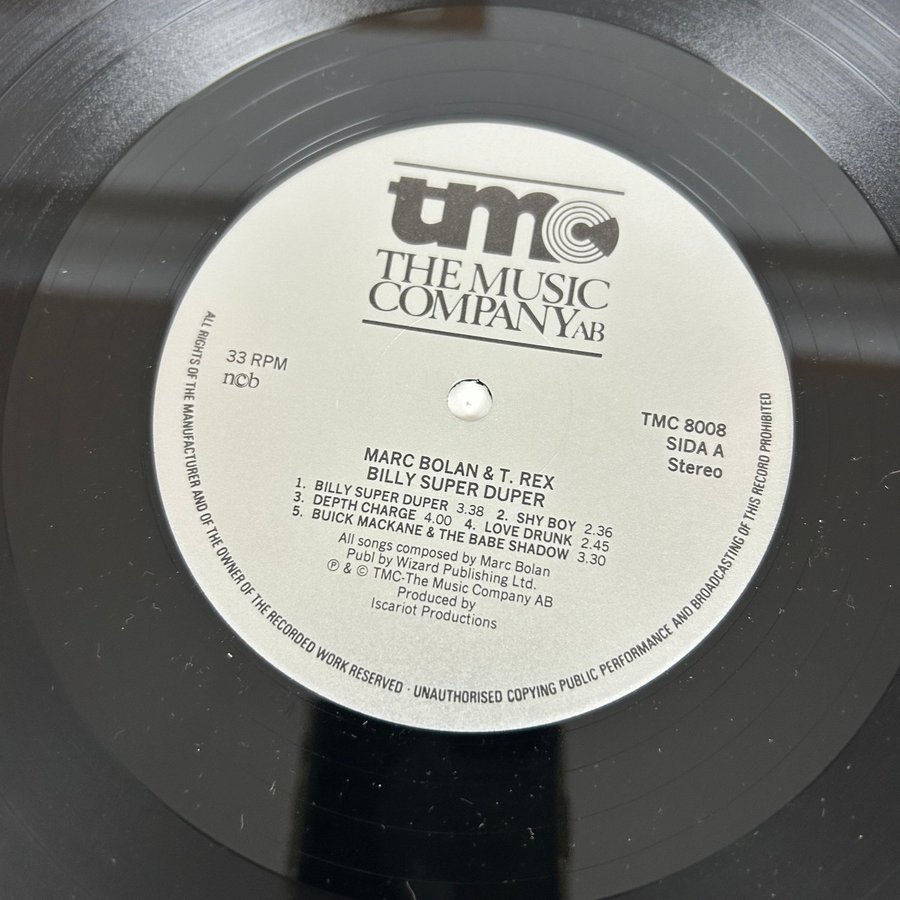 tmc
THE MUSIC
COMPANY AB
33 RPM
ncb
TMC 8008
SIDA A
Stereo
MARC BOLAN & T. REX
BILLY SUPER DUPER
1. BILLY SUPER DUPER 3.38 2. SHY BOY 2.36
3. DEPTH CHARGE 4.00 4. LOVE DRUNK 2.45
5. BUICK MACKANE & THE BABE SHADOW 3.30
All songs composed by Marc Bolan
Publ by Wizard Publishing Ltd.
℗ & © TMC-The Music Company AB
Produced by
Iscariot Productions
ALL RIGHTS OF THE MANUFACTURER AND OF THE OWNER OF THE RECORDED WORK RESERVED · UNAUTHORISED COPYING PUBLIC PERFORMANCE AND BROADCASTING OF THIS RECORD PROHIBITED